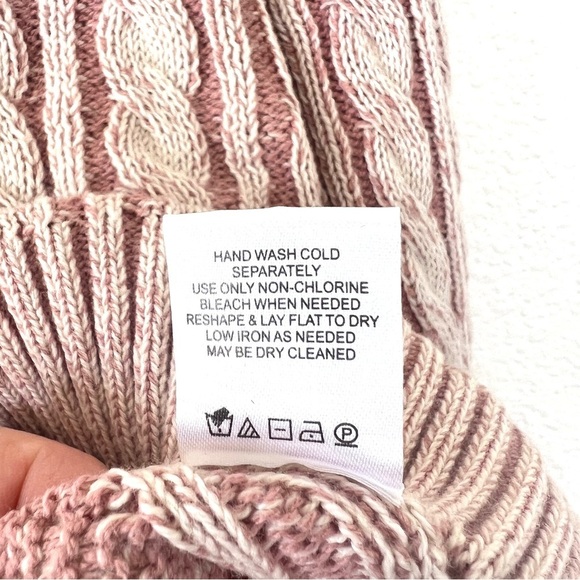 HAND WASH COLD
SEPARATELY
USE ONLY NON-CHLORINE
BLEACH WHEN NEEDED
RESHAPE & LAY FLAT TO DRY
LOW IRON AS NEEDED
MAY BE DRY CLEANED
P